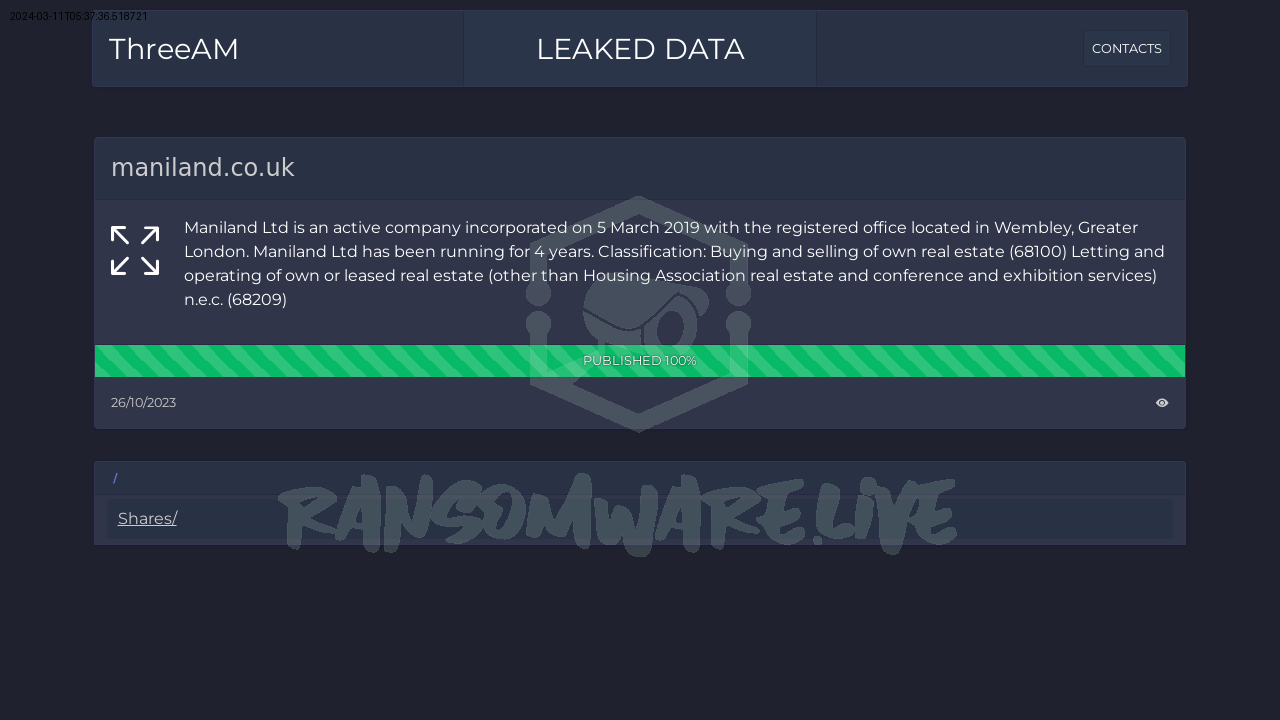 2024-03-11T05:37:36.518721
ThreeAM
LEAKED DATA
CONTACTS
maniland.co.uk
Maniland Ltd is an active company incorporated on 5 March 2019 with the registered office located in Wembley, Greater
London. Maniland Ltd has been running for 4 years. Classification: Buying and selling of own real estate (68100) Letting and
operating of own or leased real estate (other than Housing Association real estate and conference and exhibition services)
n.e.c. (68209)
PUBLISHED 100%
26/10/2023
/
Shares/
RANSOMWARE.LIVE